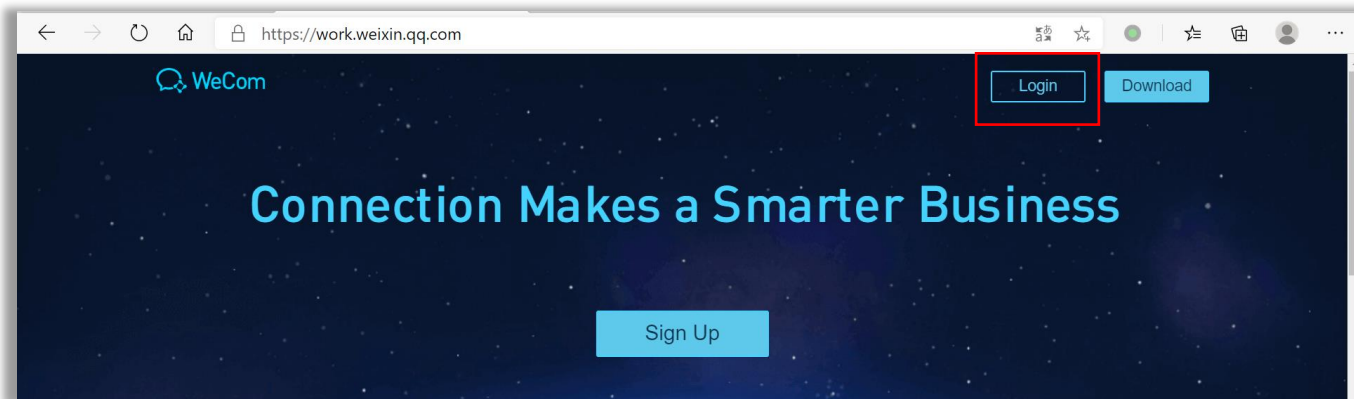 https://work.weixin.qq.com
WeCom
Login
Download
Connection Makes a Smarter Business
Sign Up